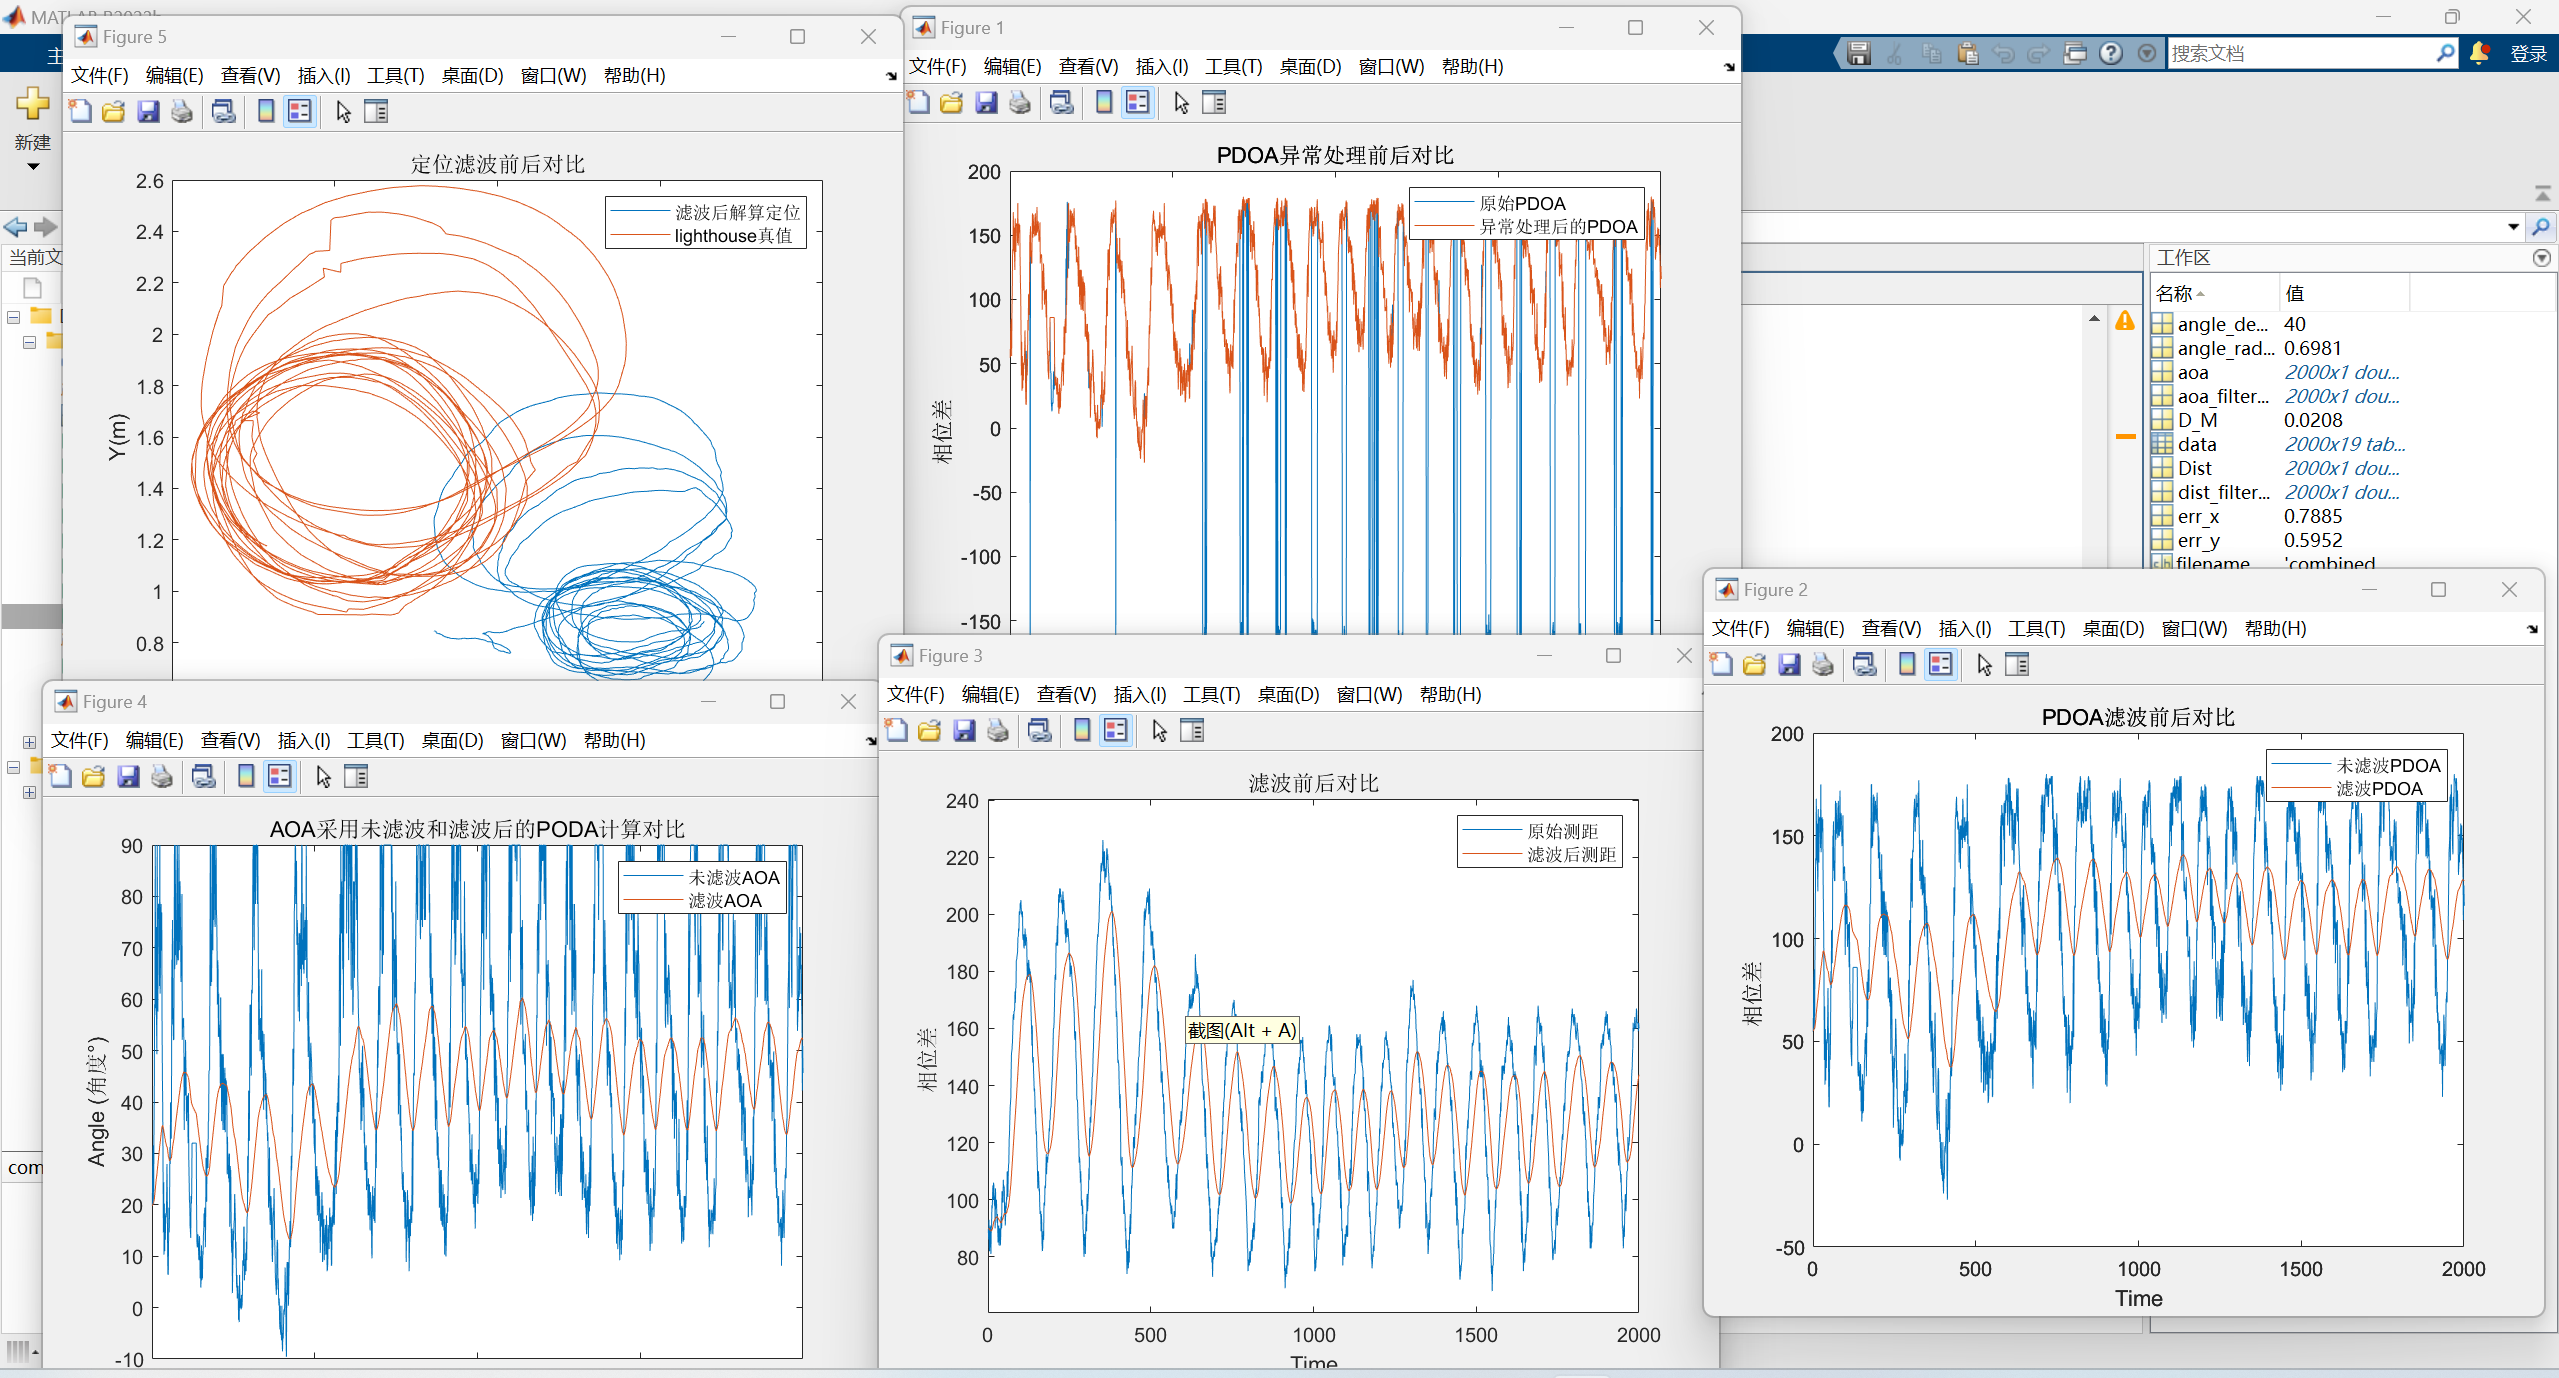 Figure 5
文件(F) 编辑(E) 查看(V) 插入(I) 工具(T) 桌面(D) 窗口(W) 帮助(H)
定位滤波前后对比
滤波后解算定位
lighthouse真值
Y(m)
2.6
2.4
2.2
2
1.8
1.6
1.4
1.2
1
0.8
Figure 1
文件(F) 编辑(E) 查看(V) 插入(I) 工具(T) 桌面(D) 窗口(W) 帮助(H)
PDOA异常处理前后对比
原始PDOA
异常处理后的PDOA
相位差
200
150
100
50
0
-50
-100
-150
搜索文档
登录
新建
当前文
工作区
名称 值
angle_de... 40
angle_rad... 0.6981
aoa 2000x1 dou...
aoa_filter... 2000x1 dou...
D_M 0.0208
data 2000x19 tab...
Dist 2000x1 dou...
dist_filter... 2000x1 dou...
err_x 0.7885
err_y 0.5952
filename 'combined
Figure 4
文件(F) 编辑(E) 查看(V) 插入(I) 工具(T) 桌面(D) 窗口(W) 帮助(H)
AOA采用未滤波和滤波后的PODA计算对比
未滤波AOA
滤波AOA
Angle (角度°)
90
80
70
60
50
40
30
20
10
0
-10
com
Figure 3
文件(F) 编辑(E) 查看(V) 插入(I) 工具(T) 桌面(D) 窗口(W) 帮助(H)
滤波前后对比
原始测距
滤波后测距
相位差
240
220
200
180
160
140
120
100
80
0 500 1000 1500 2000
Time
截图(Alt + A)
Figure 2
文件(F) 编辑(E) 查看(V) 插入(I) 工具(T) 桌面(D) 窗口(W) 帮助(H)
PDOA滤波前后对比
未滤波PDOA
滤波PDOA
相位差
200
150
100
50
0
-50
0 500 1000 1500 2000
Time